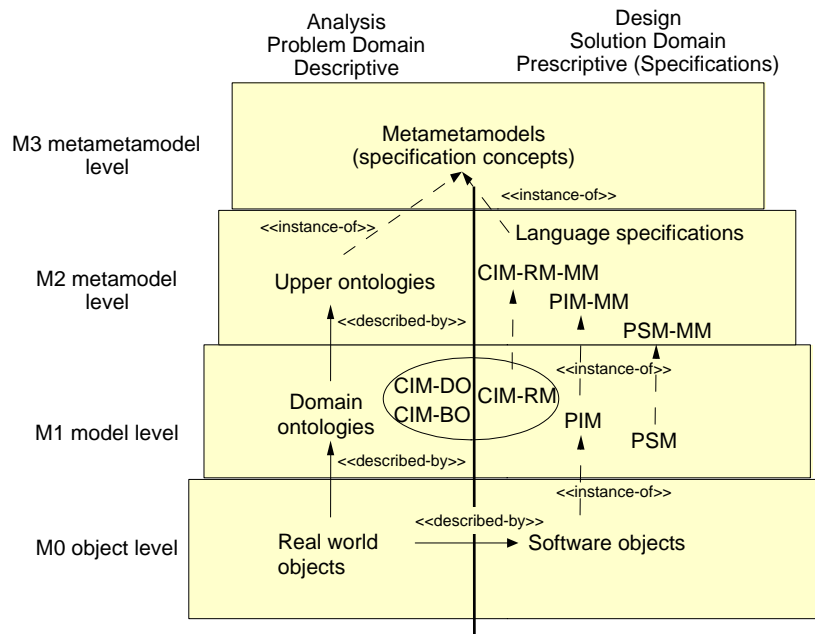 Analysis
Problem Domain
Descriptive
Design
Solution Domain
Prescriptive (Specifications)
M3 metametamodel
level
Metametamodels
(specification concepts)
<<instance-of>>
<<instance-of>>
Language specifications
M2 metamodel
level
Upper ontologies
CIM-RM-MM
PIM-MM
PSM-MM
<<described-by>>
<<instance-of>>
M1 model level
Domain
ontologies
CIM-DO
CIM-BO
CIM-RM
PIM
PSM
<<described-by>>
<<instance-of>>
M0 object level
<<described-by>>
Real world
objects
Software objects